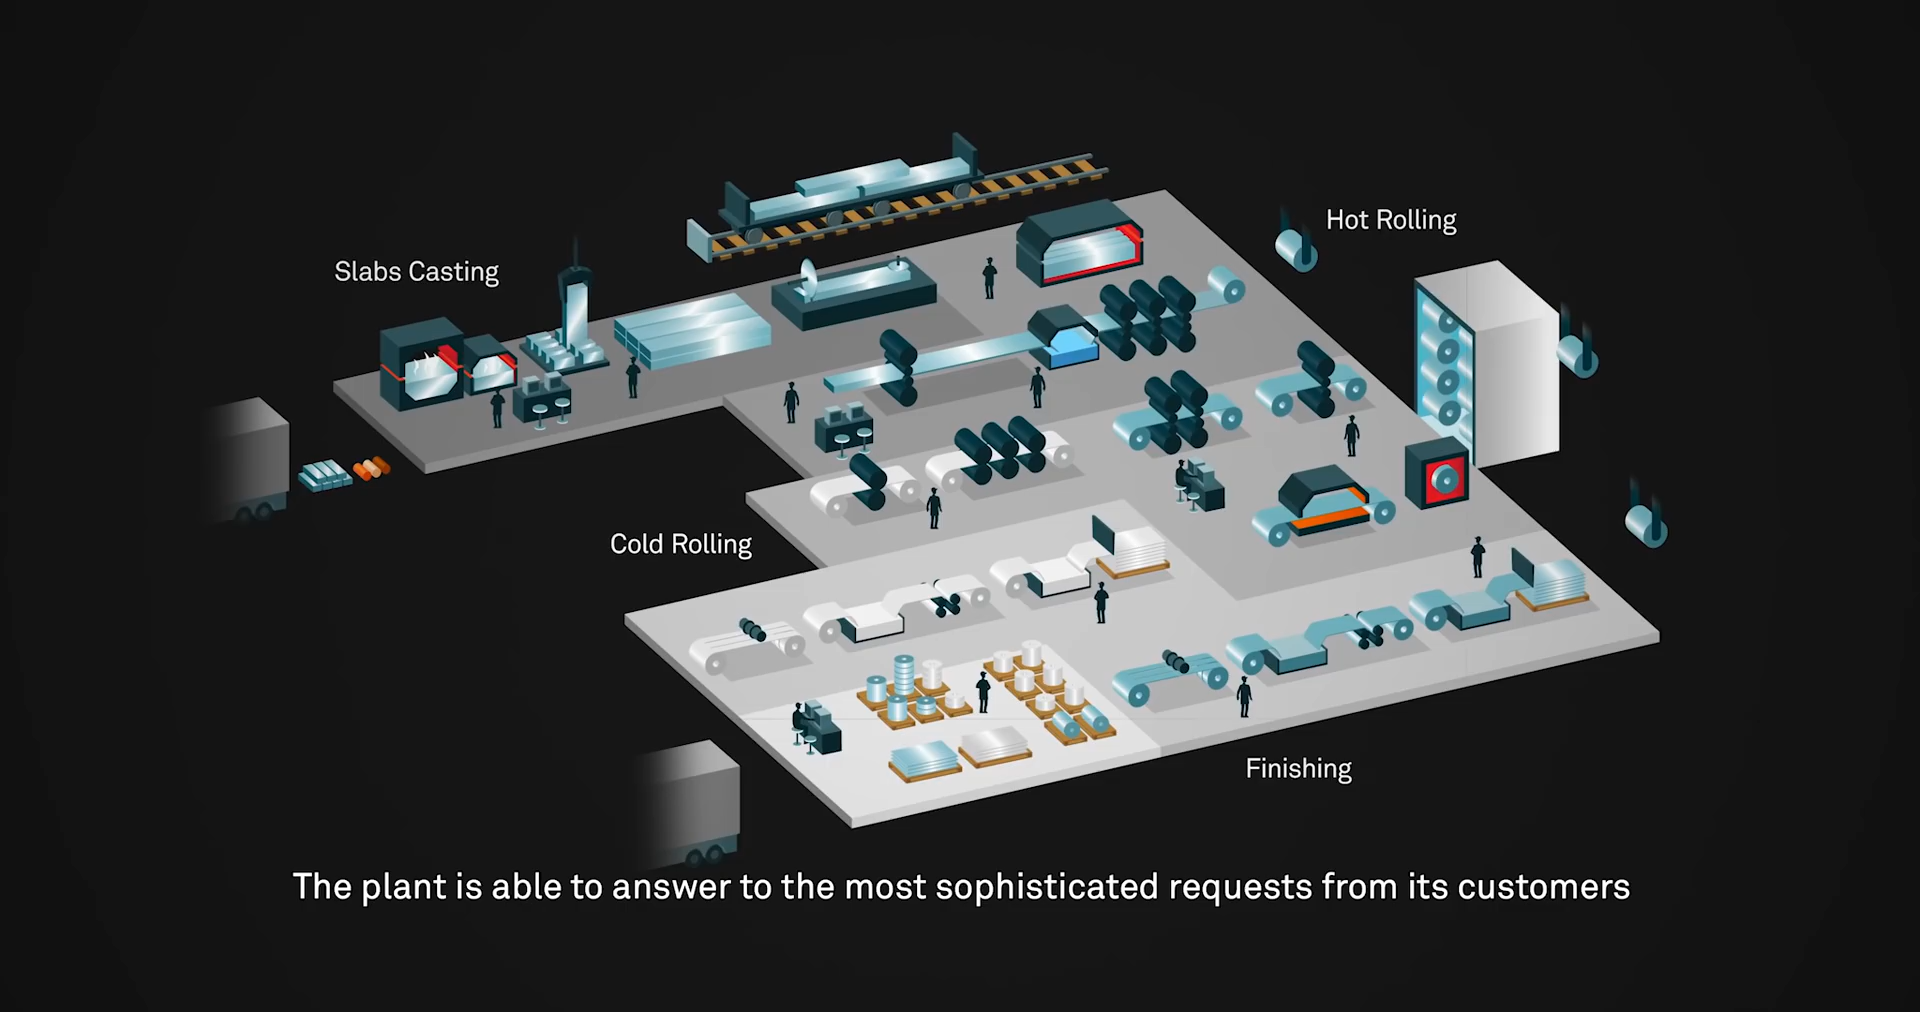 Hot Rolling
Slabs Casting
Cold Rolling
Finishing
The plant is able to answer to the most sophisticated requests from its customers